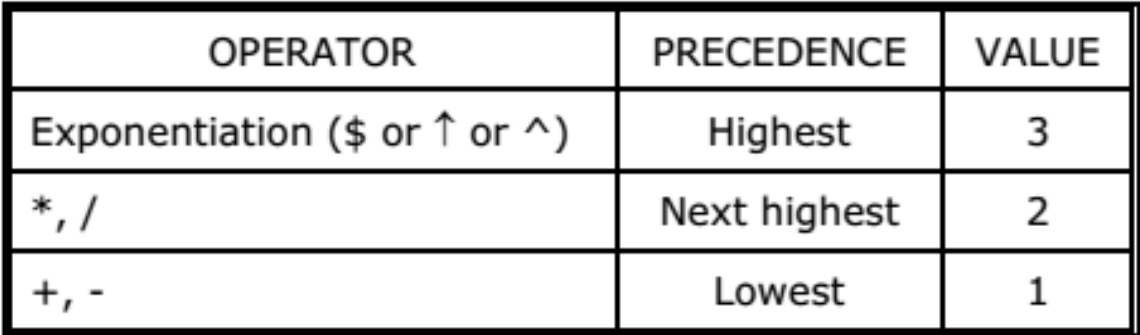 OPERATOR PRECEDENCE VALUE
Exponentiation ($ or ↑ or ^) Highest 3
*, / Next highest 2
+, - Lowest 1